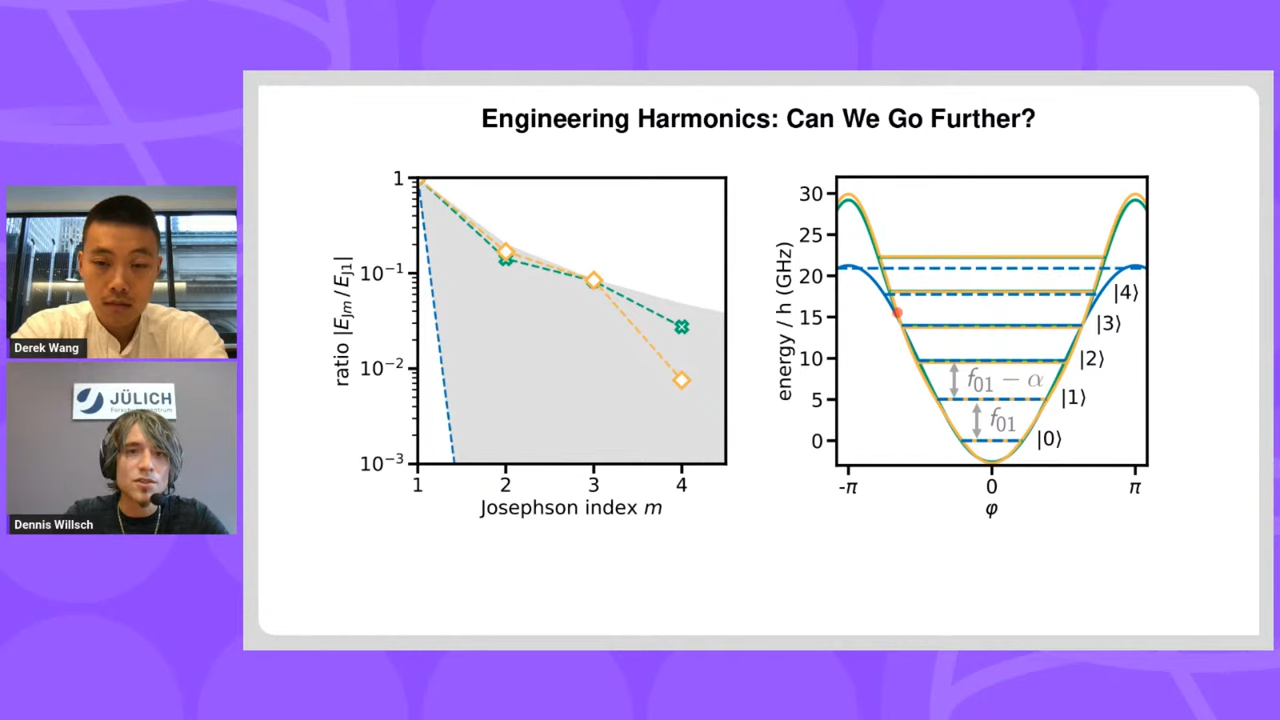 Engineering Harmonics: Can We Go Further?
1
10⁻¹
10⁻²
10⁻³
ratio |E_Jm / E_J1|
1 2 3 4
Josephson index m
30
25
20
15
10
5
0
energy / h (GHz)
|4⟩
|3⟩
|2⟩
f₀₁ − α
|1⟩
f₀₁
|0⟩
-π 0 π
φ
Derek Wang
JÜLICH
Forschungszentrum
Dennis Willsch